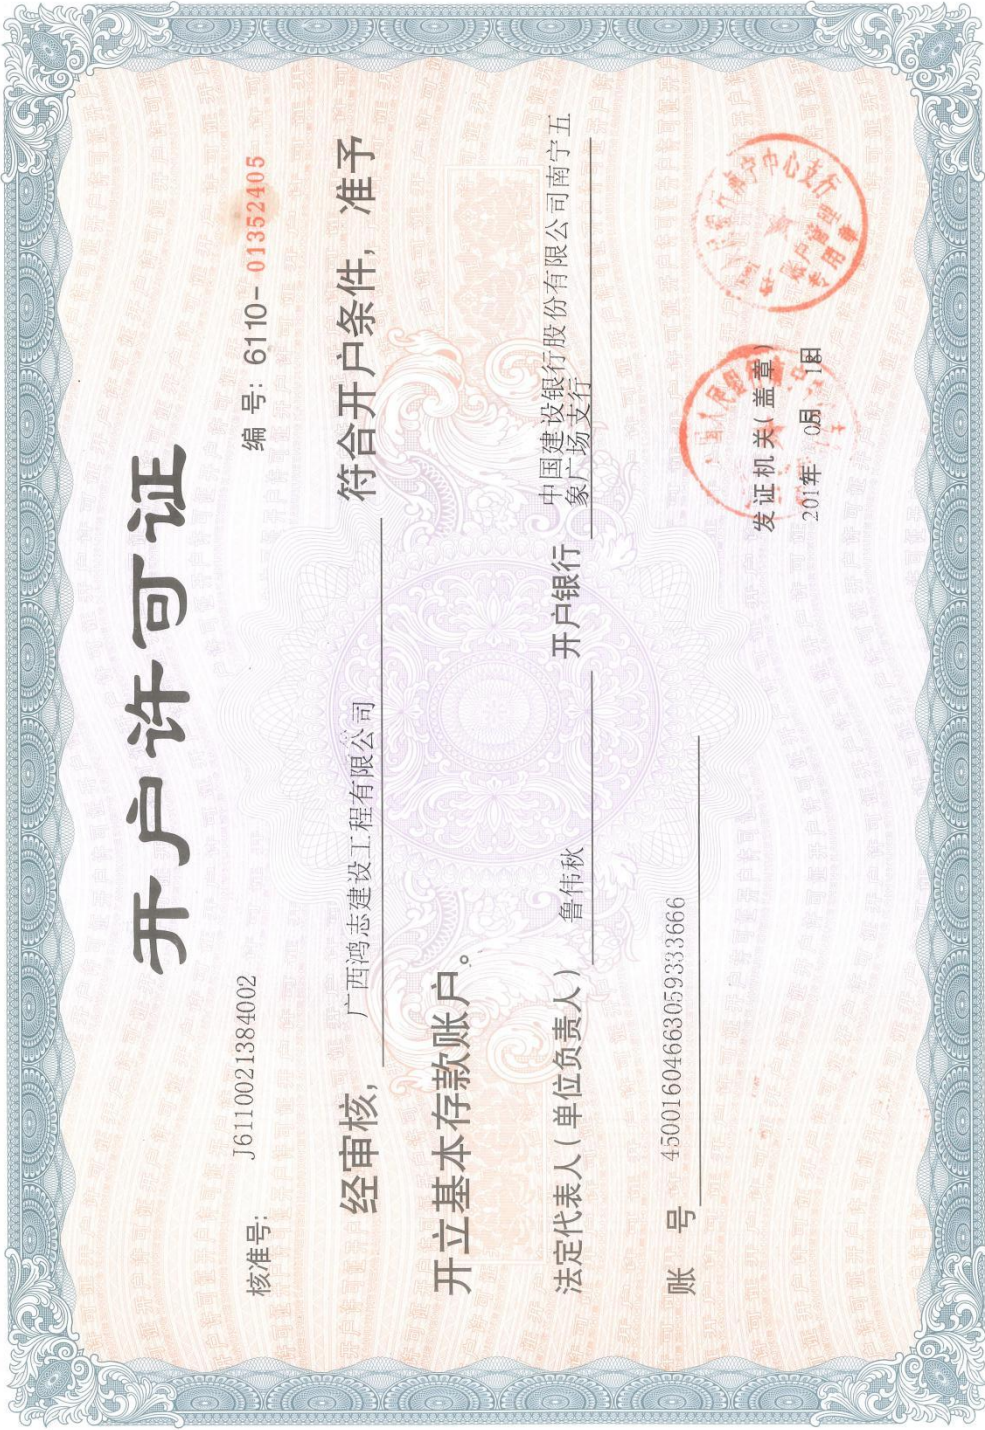 开户许可证
核准号: J6110021384002 编 号: 6110-01352405
经审核, 广西鸿志建设工程有限公司 符合开户条件, 准予
开立基本存款账户。
法定代表人(单位负责人) 鲁伟秋 开户银行 中国建设银行股份有限公司南宁五
象广场支行
账 号 45001604663059333666
发证机关(盖章)
年 月 日